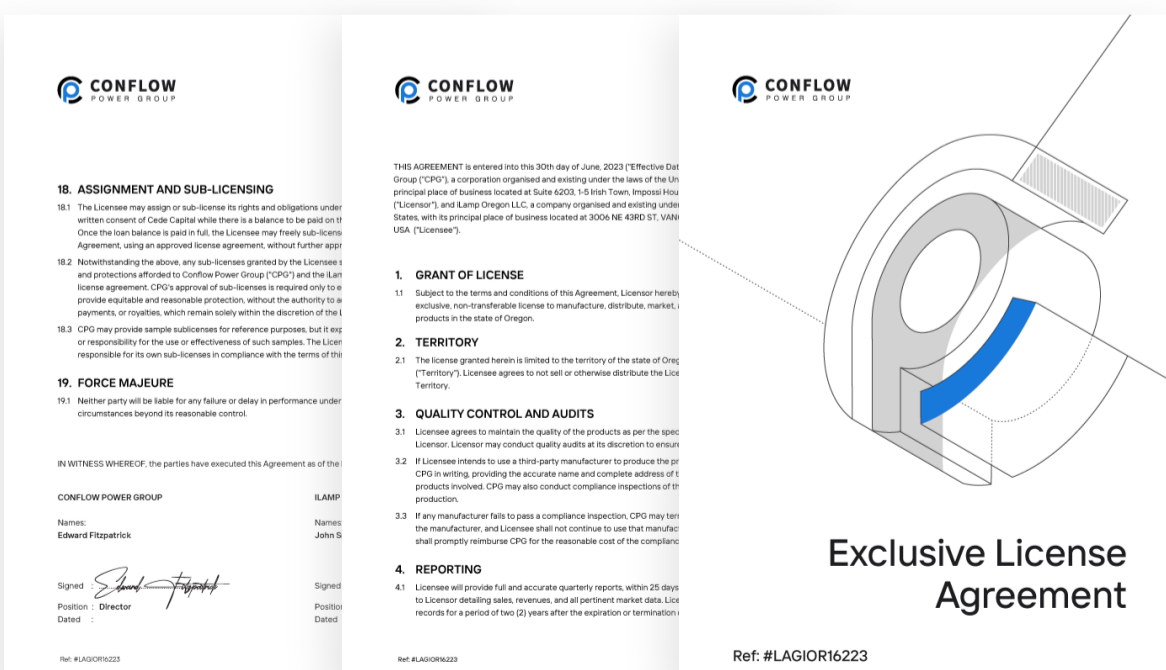 CONFLOW
POWER GROUP
18. ASSIGNMENT AND SUB-LICENSING
18.1 The Licensee may assign or sub-license its rights and obligations under
written consent of Cede Capital while there is a balance to be paid on
Once the loan balance is paid in full, the Licensee may freely
Agreement, using an approved license agreement, without further
18.2 Notwithstanding the above, any sub-licenses granted by the Licensee
and protections afforded to Conflow Power Group ("CPG") and the
license agreement. CPG's approval of sub-licenses is required only to
provide equitable and reasonable protection, without the authority to
payments, or royalties, which remain solely within the discretion of the
18.3 CPG may provide sample sublicenses for reference purposes, but it
or responsibility for the use or effectiveness of such samples. The
responsible for its own sub-licenses in compliance with the terms of
19. FORCE MAJEURE
19.1 Neither party will be liable for any failure or delay in performance under
circumstances beyond its reasonable control.
IN WITNESS WHEREOF, the parties have executed this Agreement as of the
CONFLOW POWER GROUP
ILAMP
Names:
Edward Fitzpatrick
Names
John S
Signed :
Edward Fitzpatrick
Signed
Position : Director
Positio
Dated :
Dated
Ref: #LAGIOR16223
CONFLOW
POWER GROUP
THIS AGREEMENT is entered into this 30th day of June, 2023 ("Effective Dat
Group ("CPG"), a corporation organised and existing under the laws of the Un
principal place of business located at Suite 6203, 1-5 Irish Town, Impossi Hou
("Licensor"), and iLamp Oregon LLC, a company organised and existing under
States, with its principal place of business located at 3006 NE 43RD ST, VAN
USA ("Licensee").
1. GRANT OF LICENSE
1.1 Subject to the terms and conditions of this Agreement, Licensor hereby
exclusive, non-transferable license to manufacture, distribute, market,
products in the state of Oregon.
2. TERRITORY
2.1 The license granted herein is limited to the territory of the state of Oreg
("Territory"). Licensee agrees to not sell or otherwise distribute the Lice
Territory.
3. QUALITY CONTROL AND AUDITS
3.1 Licensee agrees to maintain the quality of the products as per the spec
Licensor. Licensor may conduct quality audits at its discretion to ensure
3.2 If Licensee intends to use a third-party manufacturer to produce the pr
CPG in writing, providing the accurate name and complete address of t
products involved. CPG may also conduct compliance inspections of th
production.
3.3 If any manufacturer fails to pass a compliance inspection, CPG may ter
the manufacturer, and Licensee shall not continue to use that manufac
shall promptly reimburse CPG for the reasonable cost of the complianc
4. REPORTING
4.1 Licensee will provide full and accurate quarterly reports, within 25 days
to Licensor detailing sales, revenues, and all pertinent market data. Lice
records for a period of two (2) years after the expiration or termination
Ref: #LAGIOR16223
CONFLOW
POWER GROUP
Exclusive License
Agreement
Ref: #LAGIOR16223